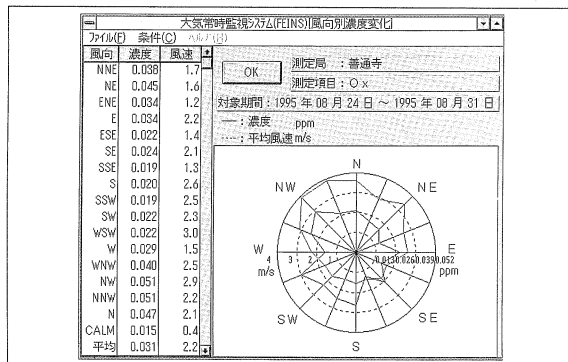 大気常時監視システム(FEINS)[風向別濃度変化]
ファイル(F) 条件(C) ヘルプ(H)
風向 濃度 風速
NNE 0.038 1.7
NE 0.045 1.6
ENE 0.034 1.2
E 0.034 2.2
ESE 0.022 1.4
SE 0.024 2.1
SSE 0.019 1.3
S 0.020 2.6
SSW 0.019 2.5
SW 0.022 2.3
WSW 0.022 3.0
W 0.029 1.5
WNW 0.040 2.5
NW 0.051 2.9
NNW 0.051 2.2
N 0.047 2.1
CALM 0.015 0.4
平均 0.031 2.2
OK
測定局 :善通寺
測定項目:Ox
対象期間:1995 年 08 月 24 日 ~ 1995 年 08 月 31 日
― :濃度 ppm
----:平均風速 m/s
N
NW
NE
W
E
4 3 2 1
0.013 0.026 0.039 0.052
m/s
ppm
SW
SE
S